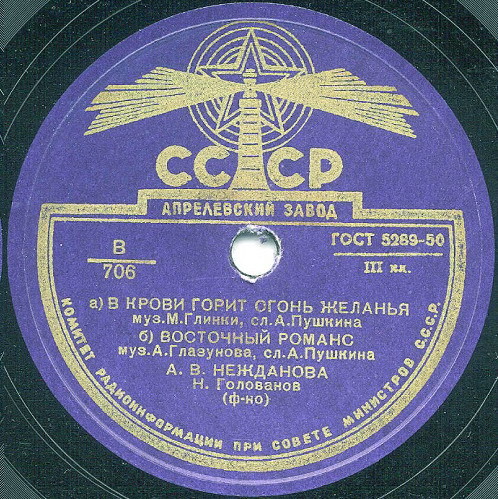 СССР
АПРЕЛЕВСКИЙ ЗАВОД
В
706
ГОСТ 5289-50
III кл.
а) В КРОВИ ГОРИТ ОГОНЬ ЖЕЛАНЬЯ
муз. М. Глинки, сл. А. Пушкина
б) ВОСТОЧНЫЙ РОМАНС
муз. А. Глазунова, сл. А. Пушкина
А. В. НЕЖДАНОВА
Н. Голованов
(ф-но)
КОМИТЕТ РАДИОИНФОРМАЦИИ ПРИ СОВЕТЕ МИНИСТРОВ С.С.С.Р.